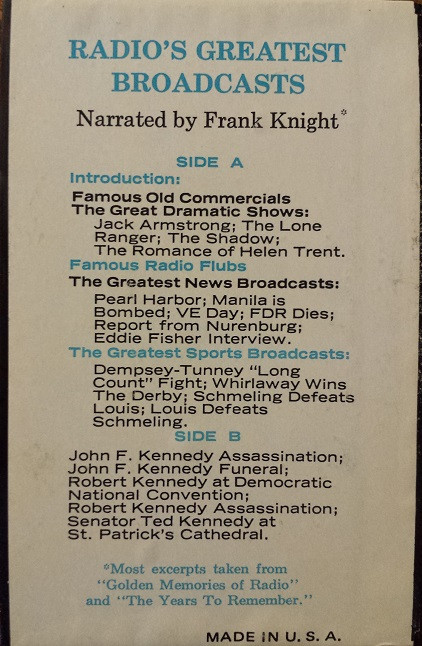 RADIO'S GREATEST
BROADCASTS
Narrated by Frank Knight*
SIDE A
Introduction:
Famous Old Commercials
The Great Dramatic Shows:
Jack Armstrong; The Lone
Ranger; The Shadow;
The Romance of Helen Trent.
Famous Radio Flubs
The Greatest News Broadcasts:
Pearl Harbor; Manila is
Bombed; VE Day; FDR Dies;
Report from Nurenburg;
Eddie Fisher Interview.
The Greatest Sports Broadcasts:
Dempsey-Tunney "Long
Count" Fight; Whirlaway Wins
The Derby; Schmeling Defeats
Louis; Louis Defeats
Schmeling.
SIDE B
John F. Kennedy Assassination;
John F. Kennedy Funeral;
Robert Kennedy at Democratic
National Convention;
Robert Kennedy Assassination;
Senator Ted Kennedy at
St. Patrick's Cathedral.
*Most excerpts taken from
"Golden Memories of Radio"
and "The Years To Remember."
MADE IN U. S. A.